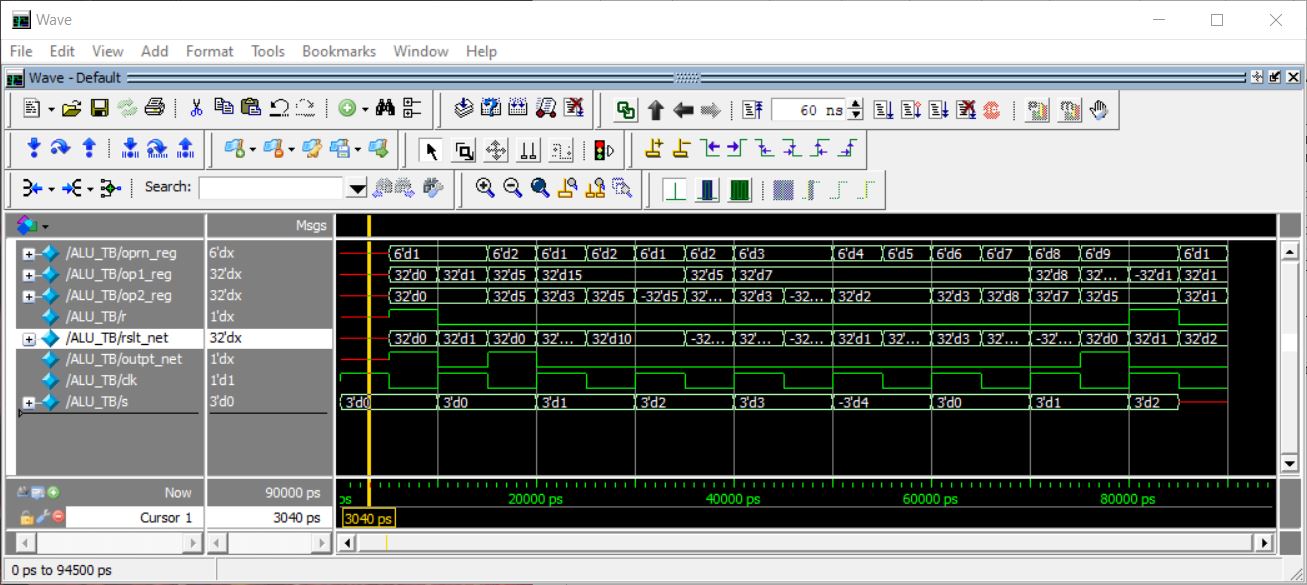 Wave
File Edit View Add Format Tools Bookmarks Window Help
Wave - Default
60 ns
Search:
Msgs
/ALU_TB/oprn_reg 6'dx 6'd1 6'd2 6'd1 6'd2 6'd1 6'd2 6'd3 6'd4 6'd5 6'd6 6'd7 6'd8 6'd9 6'd1
/ALU_TB/op1_reg 32'dx 32'd0 32'd1 32'd5 32'd15 32'd5 32'd7 32'd8 32'... -32'd1 32'd1
/ALU_TB/op2_reg 32'dx 32'd0 32'd5 32'd3 32'd5 -32'd5 32'... 32'd3 -32... 32'd2 32'd3 32'd8 32'd7 32'd5 32'd1
/ALU_TB/r 1'dx
/ALU_TB/rslt_net 32'dx 32'd0 32'd1 32'd0 32'... 32'd10 -32... 32'... -32... 32'd1 32'... 32'd3 32'... -32'... 32'd0 32'd1 32'd2
/ALU_TB/outpt_net 1'dx
/ALU_TB/clk 1'd1
/ALU_TB/s 3'd0 3'd0 3'd0 3'd1 3'd2 3'd3 -3'd4 3'd0 3'd1 3'd2
Now 90000 ps ps 20000 ps 40000 ps 60000 ps 80000 ps
Cursor 1 3040 ps 3040 ps
0 ps to 94500 ps